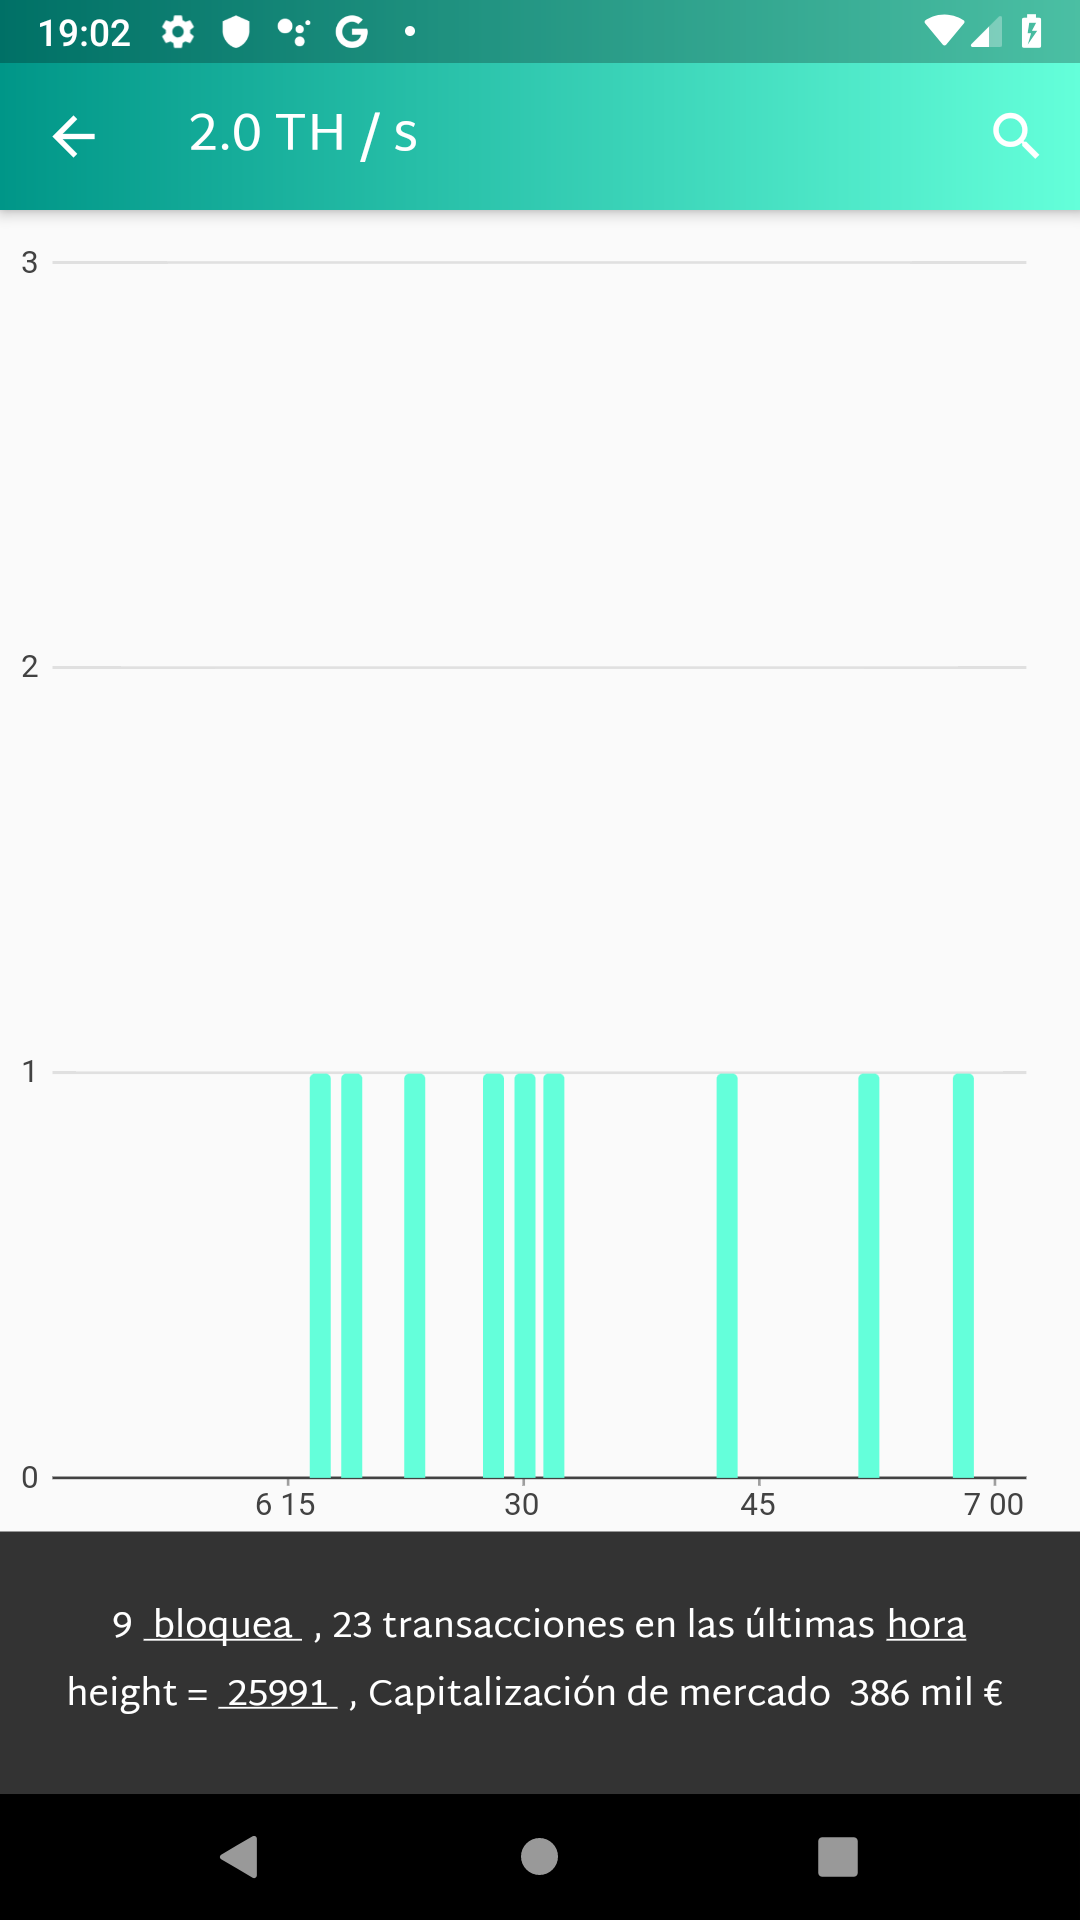 19:02
2.0 TH / s
3
2
1
0
6 15 30 45 7 00
9 bloquea , 23 transacciones en las últimas hora
height = 25991 , Capitalización de mercado 386 mil €